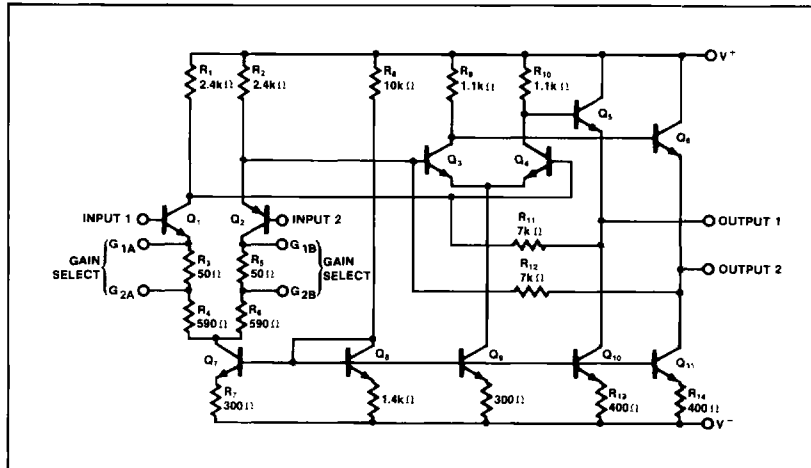 R1
2.4kΩ
R2
2.4kΩ
R8
10kΩ
R9
1.1kΩ
R10
1.1kΩ
V+
Q5
Q6
Q3
Q4
INPUT 1
Q1
Q2
INPUT 2
R11
7kΩ
OUTPUT 1
G1A
G1B
GAIN
SELECT
R3
50Ω
R5
50Ω
GAIN
SELECT
R12
7kΩ
OUTPUT 2
G2A
G2B
R4
590Ω
R6
590Ω
Q7
Q8
Q9
Q10
Q11
R7
300Ω
1.4kΩ
300Ω
R13
400Ω
R14
400Ω
V−